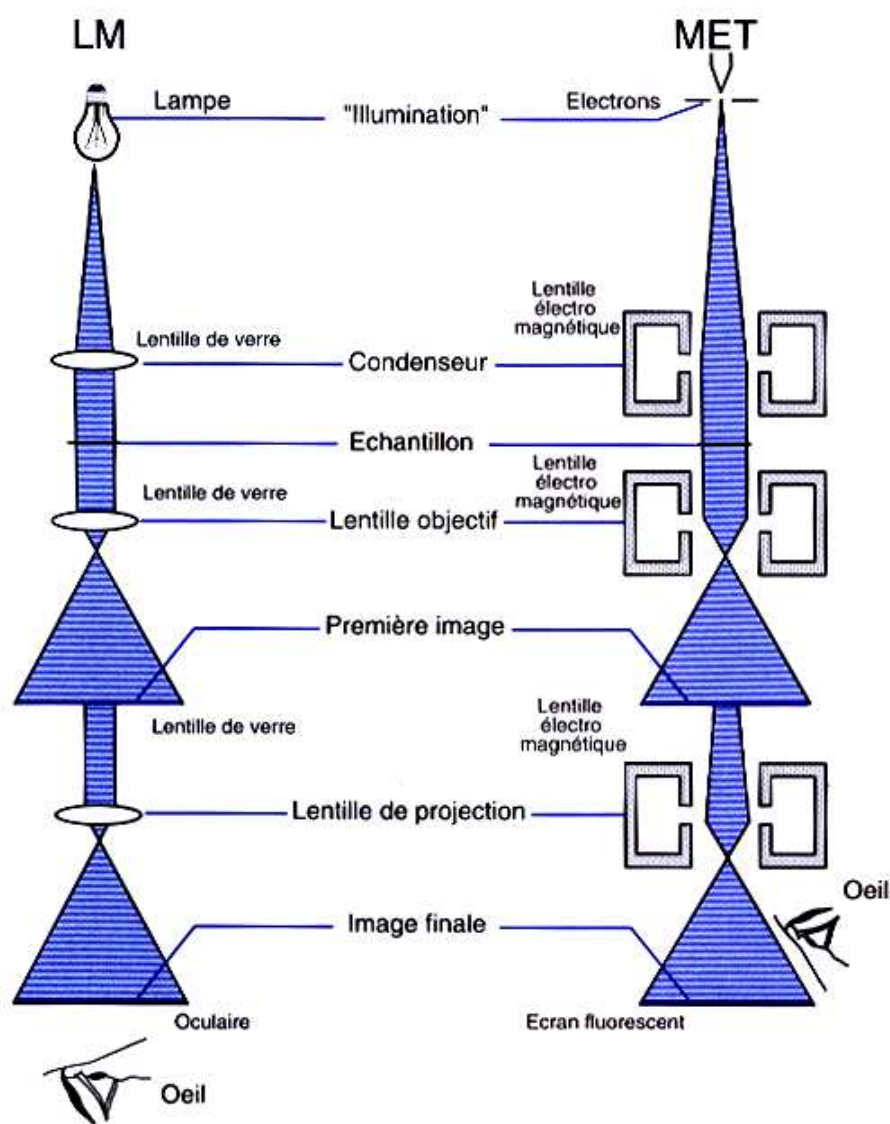 LM
MET
Lampe
"Illumination"
Electrons
Lentille
électro
magnétique
Lentille de verre
Condenseur
Echantillon
Lentille
électro
magnétique
Lentille de verre
Lentille objectif
Première image
Lentille de verre
Lentille
électro
magnétique
Lentille de projection
Oeil
Image finale
Oculaire
Ecran fluorescent
Oeil